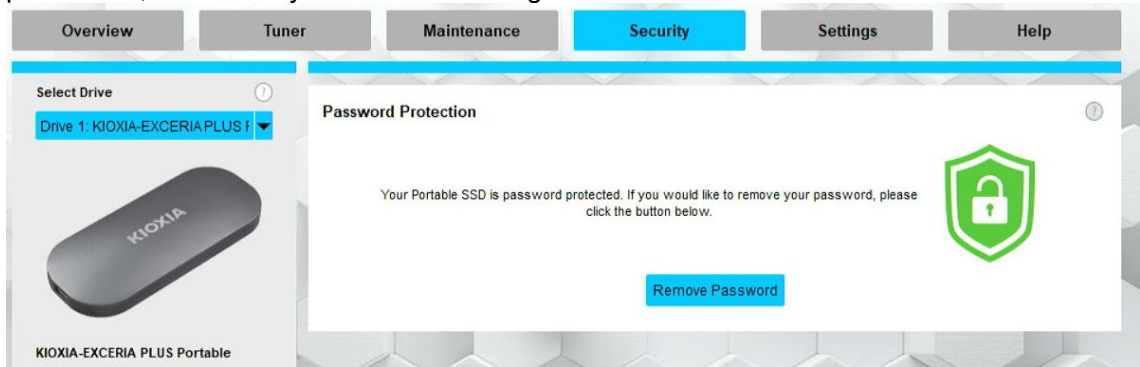 Overview
Tuner
Maintenance
Security
Settings
Help
Select Drive
?
Drive 1: KIOXIA-EXCERIA PLUS
KIOXIA
KIOXIA-EXCERIA PLUS Portable
Password Protection
?
Your Portable SSD is password protected. If you would like to remove your password, please
click the button below.
Remove Password